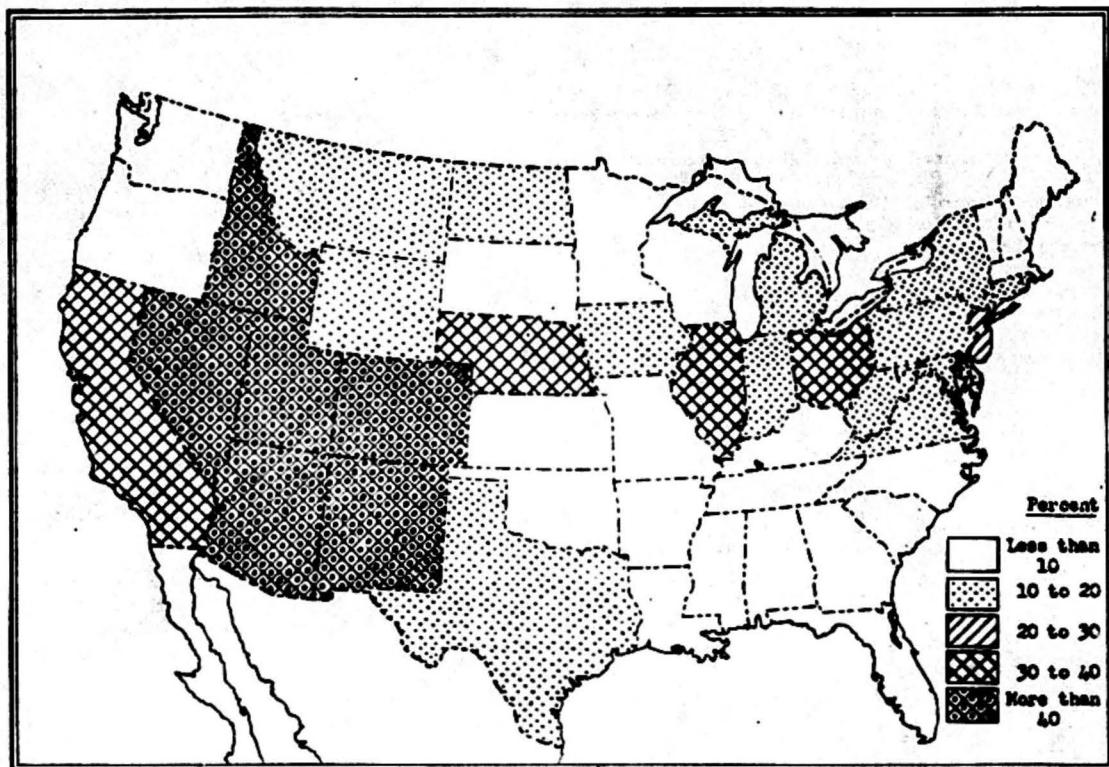 Percent
Less than
10
10 to 20
20 to 30
30 to 40
More than
40